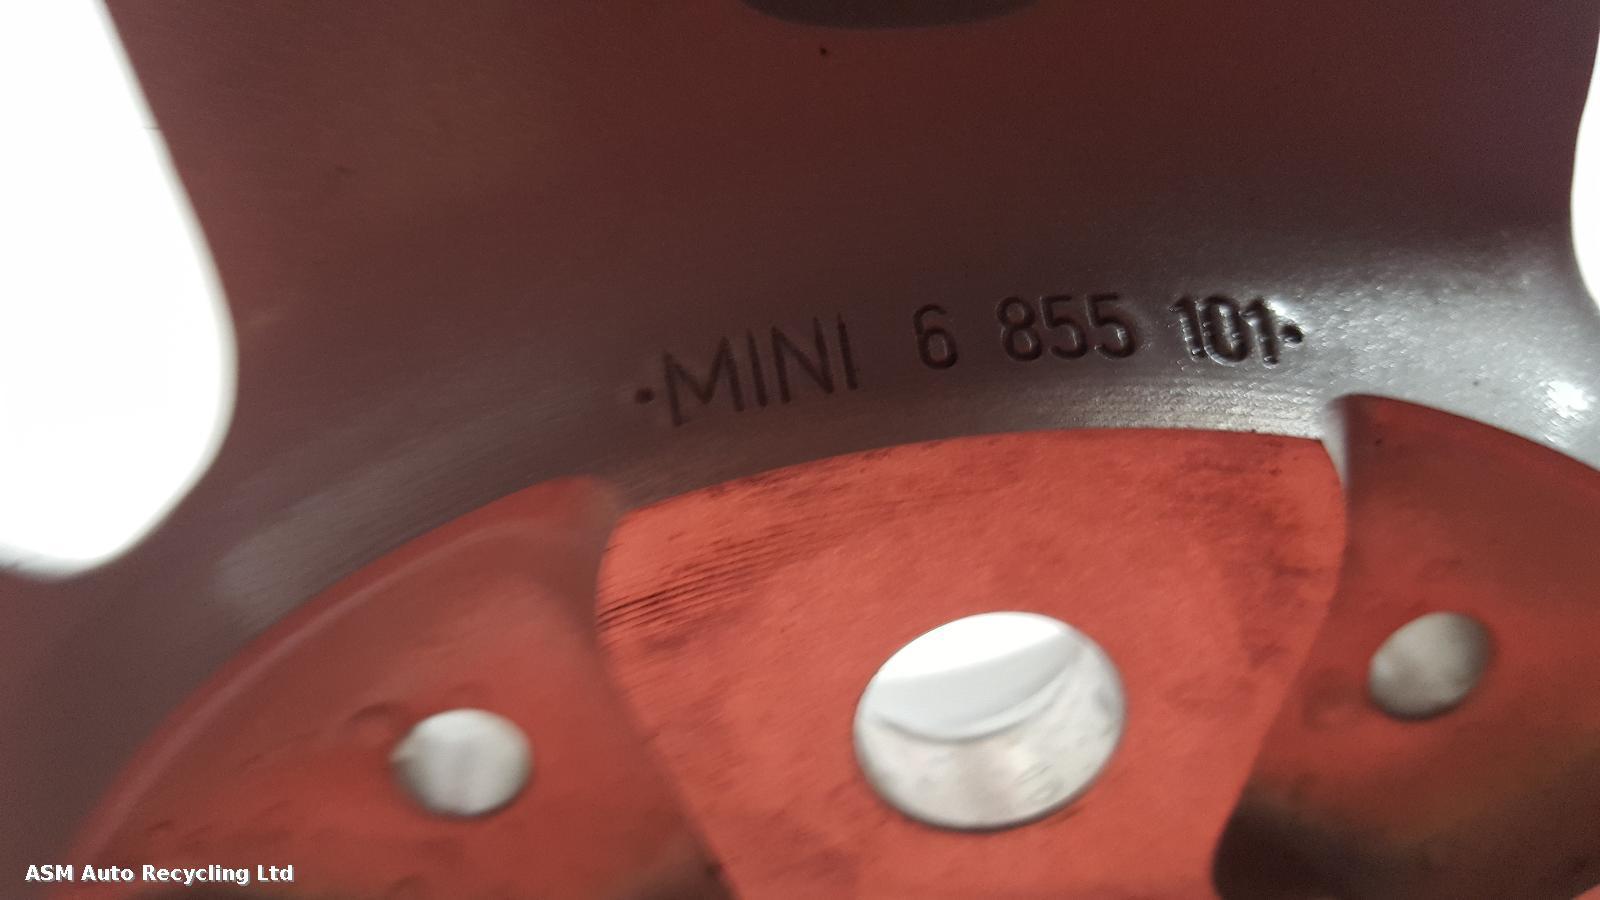 ·MINI 6 855 101·
ASM Auto Recycling Ltd